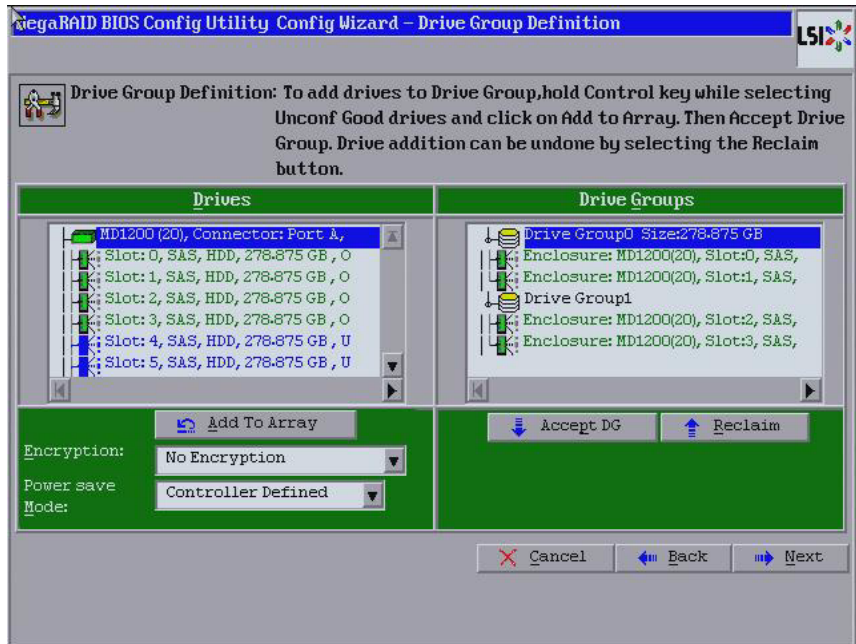 MegaRAID BIOS Config Utility Config Wizard – Drive Group Definition
LSI
Drive Group Definition: To add drives to Drive Group,hold Control key while selecting
Unconf Good drives and click on Add to Array. Then Accept Drive
Group. Drive addition can be undone by selecting the Reclaim
button.
Drives
MD1200 (20), Connector: Port A,
Slot: 0, SAS, HDD, 278.875 GB , O
Slot: 1, SAS, HDD, 278.875 GB , O
Slot: 2, SAS, HDD, 278.875 GB , O
Slot: 3, SAS, HDD, 278.875 GB , O
Slot: 4, SAS, HDD, 278.875 GB , U
Slot: 5, SAS, HDD, 278.875 GB , U
Add To Array
Encryption:
No Encryption
Power save
Mode:
Controller Defined
Drive Groups
Drive Group0 Size:278.875 GB
Enclosure: MD1200(20), Slot:0, SAS,
Enclosure: MD1200(20), Slot:1, SAS,
Drive Group1
Enclosure: MD1200(20), Slot:2, SAS,
Enclosure: MD1200(20), Slot:3, SAS,
Accept DG
Reclaim
Cancel
Back
Next